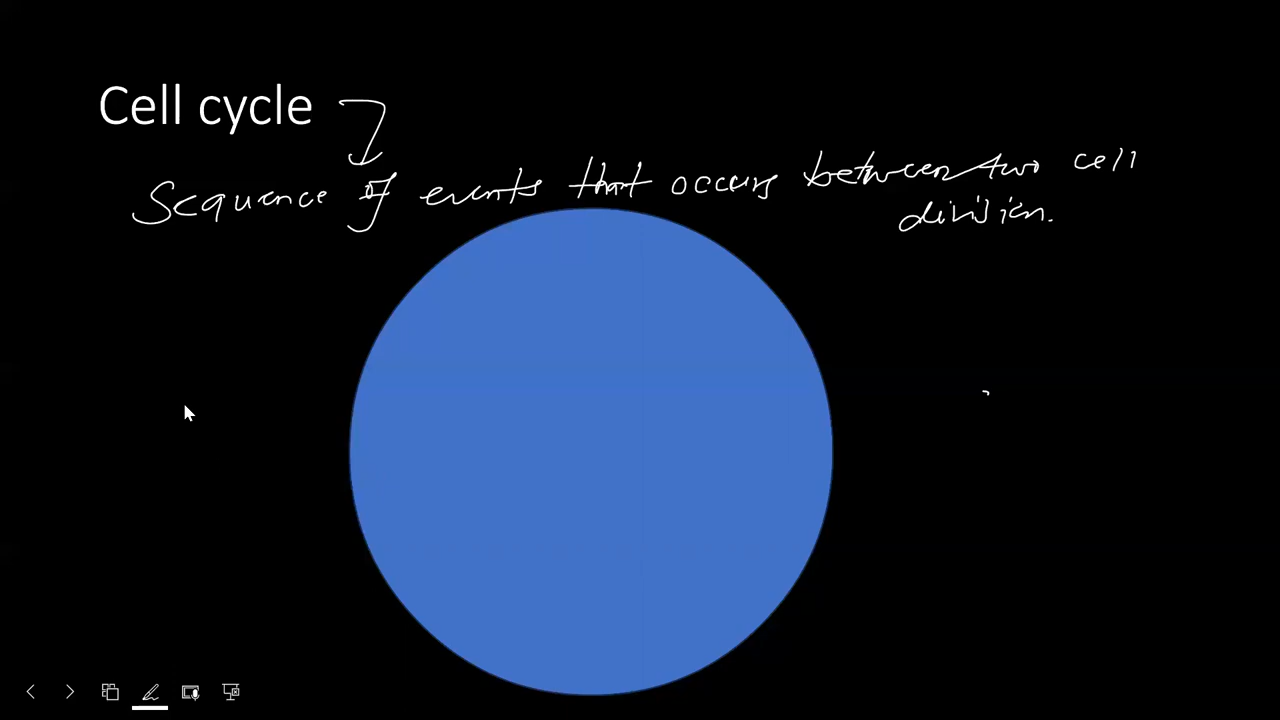 Cell cycle
Sequence of events that occurs between two cell
division.